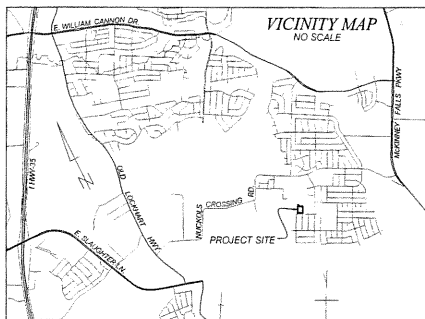 E. WILLIAM CANNON DR.
VICINITY MAP
NO SCALE
I HWY-35
MCKINNEY FALLS PKWY
N
OLD LOCKHART HWY
NUCKOLS CROSSING RD.
PROJECT SITE
E. SLAUGHTER LN.